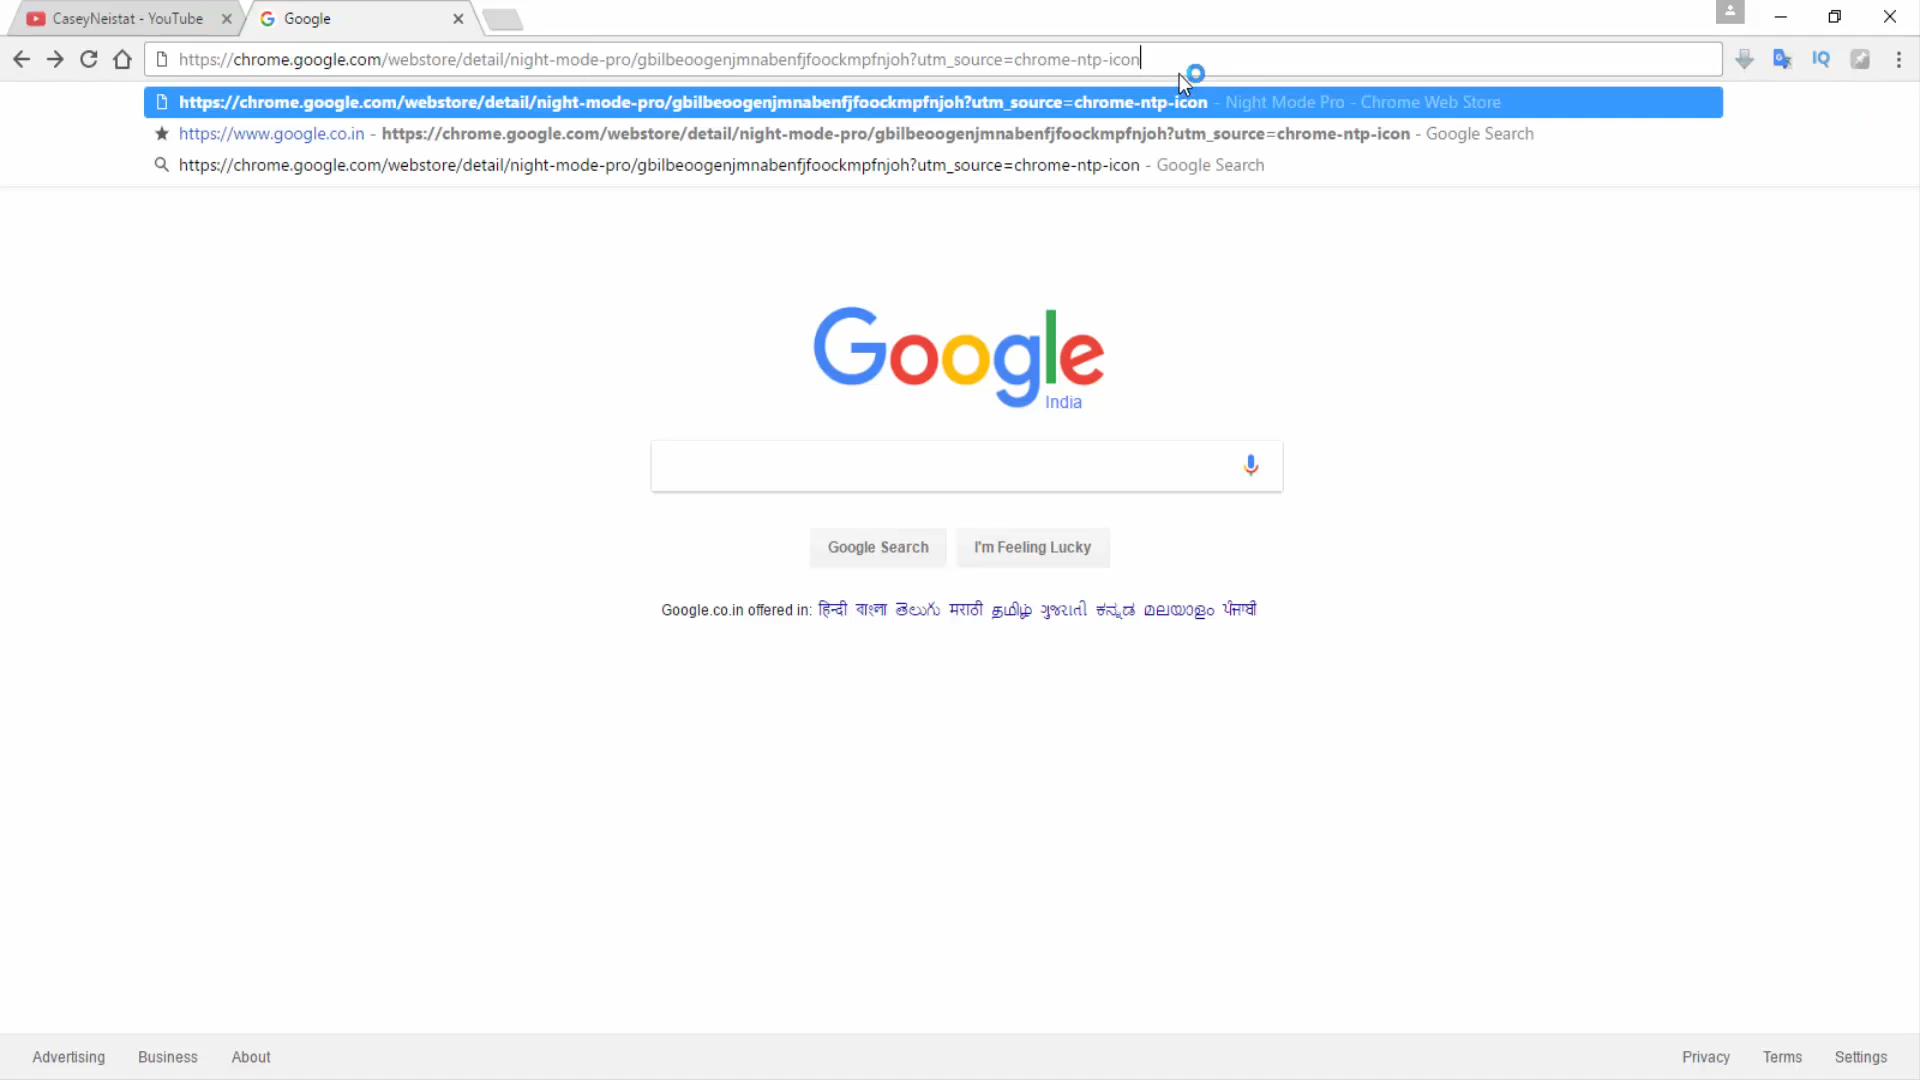 CaseyNeistat - YouTube
Google
https://chrome.google.com/webstore/detail/night-mode-pro/gbilbeoogenjmnabenfjfoockmpfnjoh?utm_source=chrome-ntp-icon
IQ
https://chrome.google.com/webstore/detail/night-mode-pro/gbilbeoogenjmnabenfjfoockmpfnjoh?utm_source=chrome-ntp-icon - Night Mode Pro - Chrome Web Store
https://www.google.co.in - https://chrome.google.com/webstore/detail/night-mode-pro/gbilbeoogenjmnabenfjfoockmpfnjoh?utm_source=chrome-ntp-icon - Google Search
https://chrome.google.com/webstore/detail/night-mode-pro/gbilbeoogenjmnabenfjfoockmpfnjoh?utm_source=chrome-ntp-icon - Google Search
Google
India
Google Search
I'm Feeling Lucky
Google.co.in offered in: हिन्दी বাংলা తెలుగు मराठी தமிழ் ગુજરાતી ಕನ್ನಡ മലയാളം ਪੰਜਾਬੀ
Advertising Business About Privacy Terms Settings